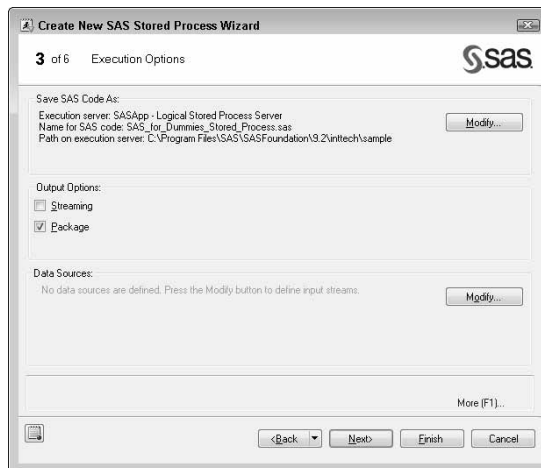 Create New SAS Stored Process Wizard
3 of 6 Execution Options
sas
Save SAS Code As:
Execution server: SASApp - Logical Stored Process Server
Name for SAS code: SAS_for_Dummies_Stored_Process.sas
Path on execution server: C:\Program Files\SAS\SASFoundation\9.2\inttech\sample
Modify...
Output Options:
Streaming
Package
Data Sources:
No data sources are defined. Press the Modify button to define input streams.
Modify...
More (F1)...
<Back Next> Finish Cancel